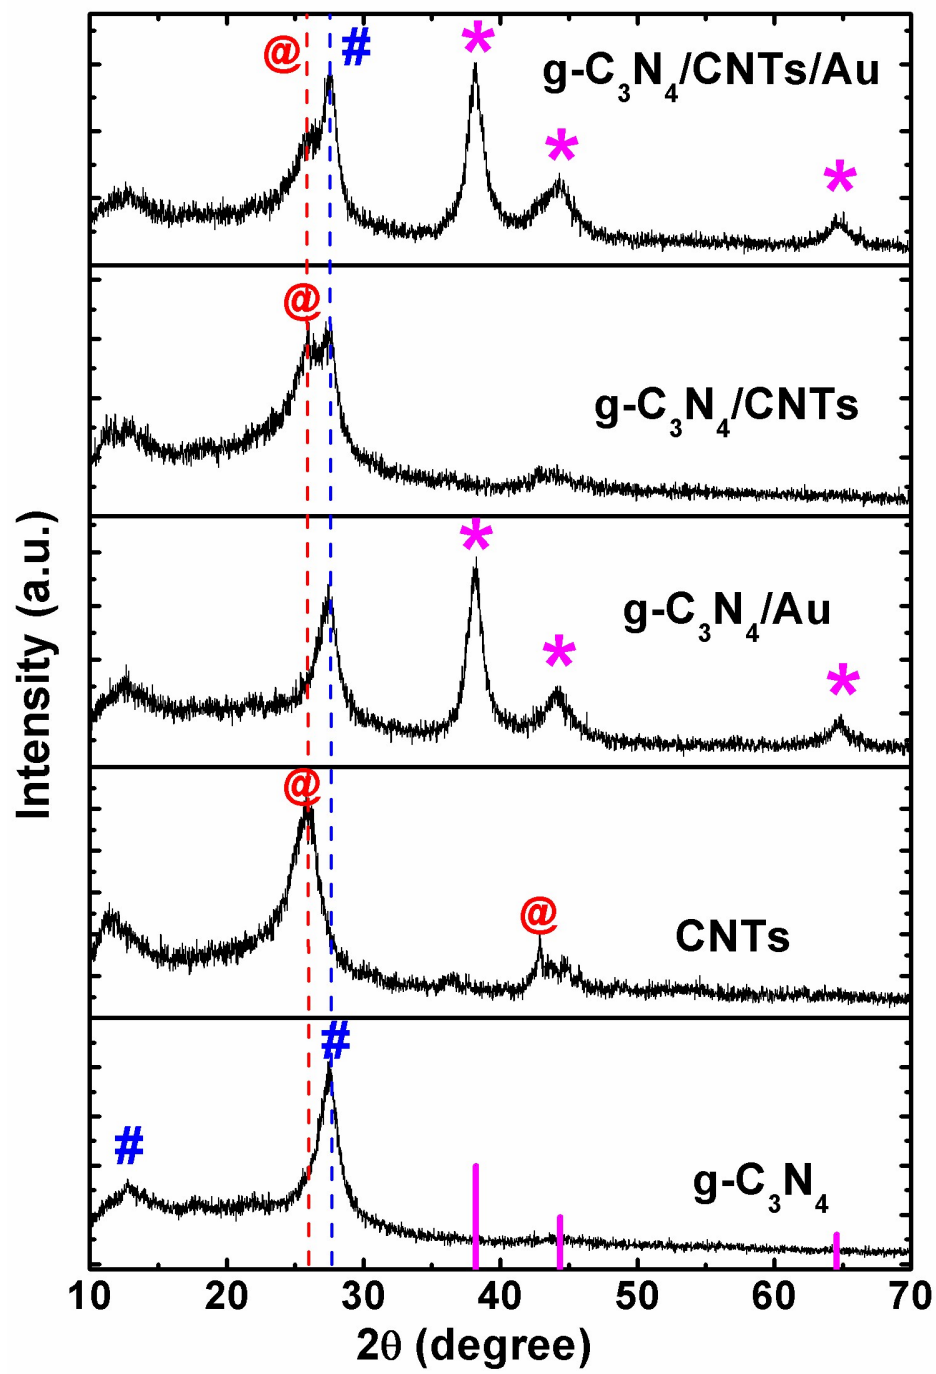 @ # * g-C₃N₄/CNTs/Au
*
*
@
g-C₃N₄/CNTs
*
g-C₃N₄/Au
*
*
@
@
CNTs
#
#
g-C₃N₄
10 20 30 40 50 60 70
2θ (degree)
Intensity (a.u.)